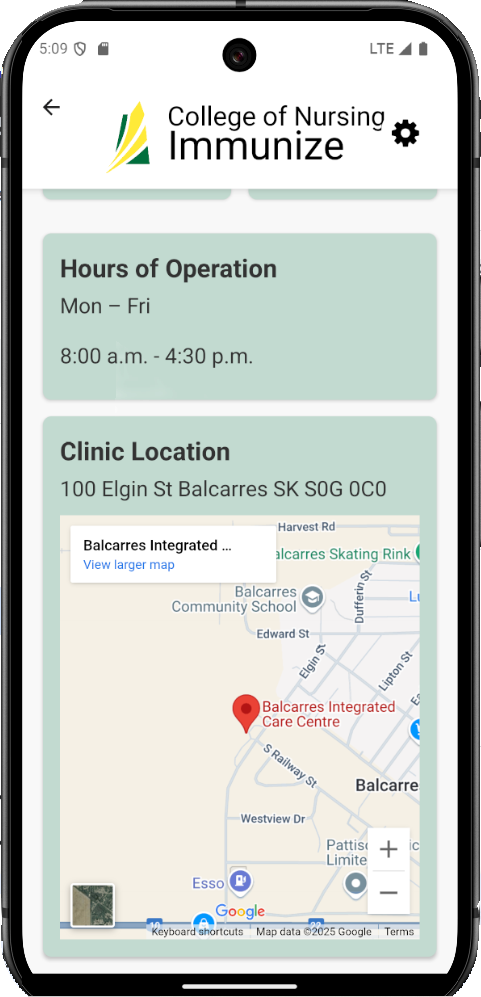 5:09
LTE
College of Nursing
Immunize
Hours of Operation
Mon – Fri
8:00 a.m. - 4:30 p.m.
Clinic Location
100 Elgin St Balcarres SK S0G 0C0
Harvest Rd
Balcarres Integrated ...
View larger map
alcarres Skating Rink
Balcarres
Community School
Dufferin St
Edward St
Elgin St
Lipton St
Balcarres Integrated
Care Centre
S Railway St
Balcarre
Westview Dr
Limite
Esso
Google
Keyboard shortcuts
Map data ©2025 Google
Terms